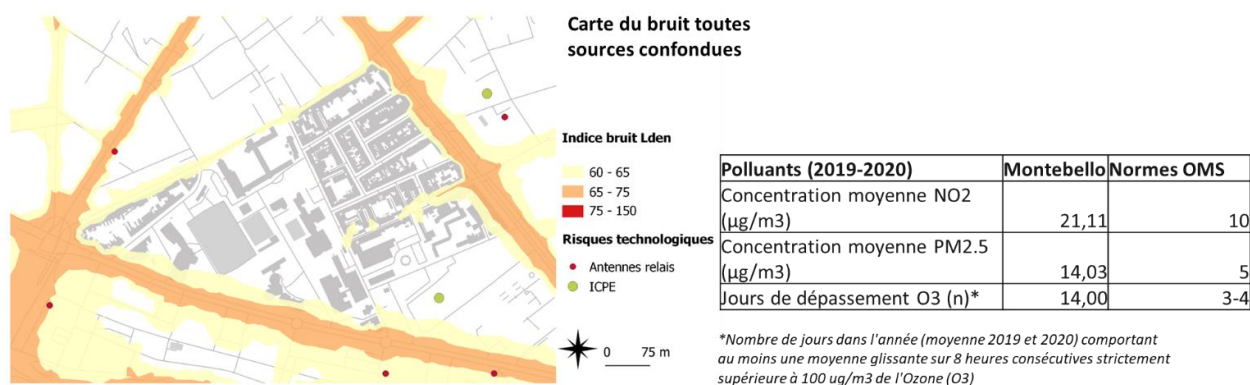 Carte du bruit toutes
sources confondues
Indice bruit Lden
60 - 65
65 - 75
75 - 150
Risques technologiques
Antennes relais
ICPE
0 75 m
Polluants (2019-2020) Montebello Normes OMS
Concentration moyenne NO2
(µg/m3) 21,11 10
Concentration moyenne PM2.5
(µg/m3) 14,03 5
Jours de dépassement O3 (n)* 14,00 3-4
*Nombre de jours dans l'année (moyenne 2019 et 2020) comportant
au moins une moyenne glissante sur 8 heures consécutives strictement
supérieure à 100 ug/m3 de l'Ozone (O3)